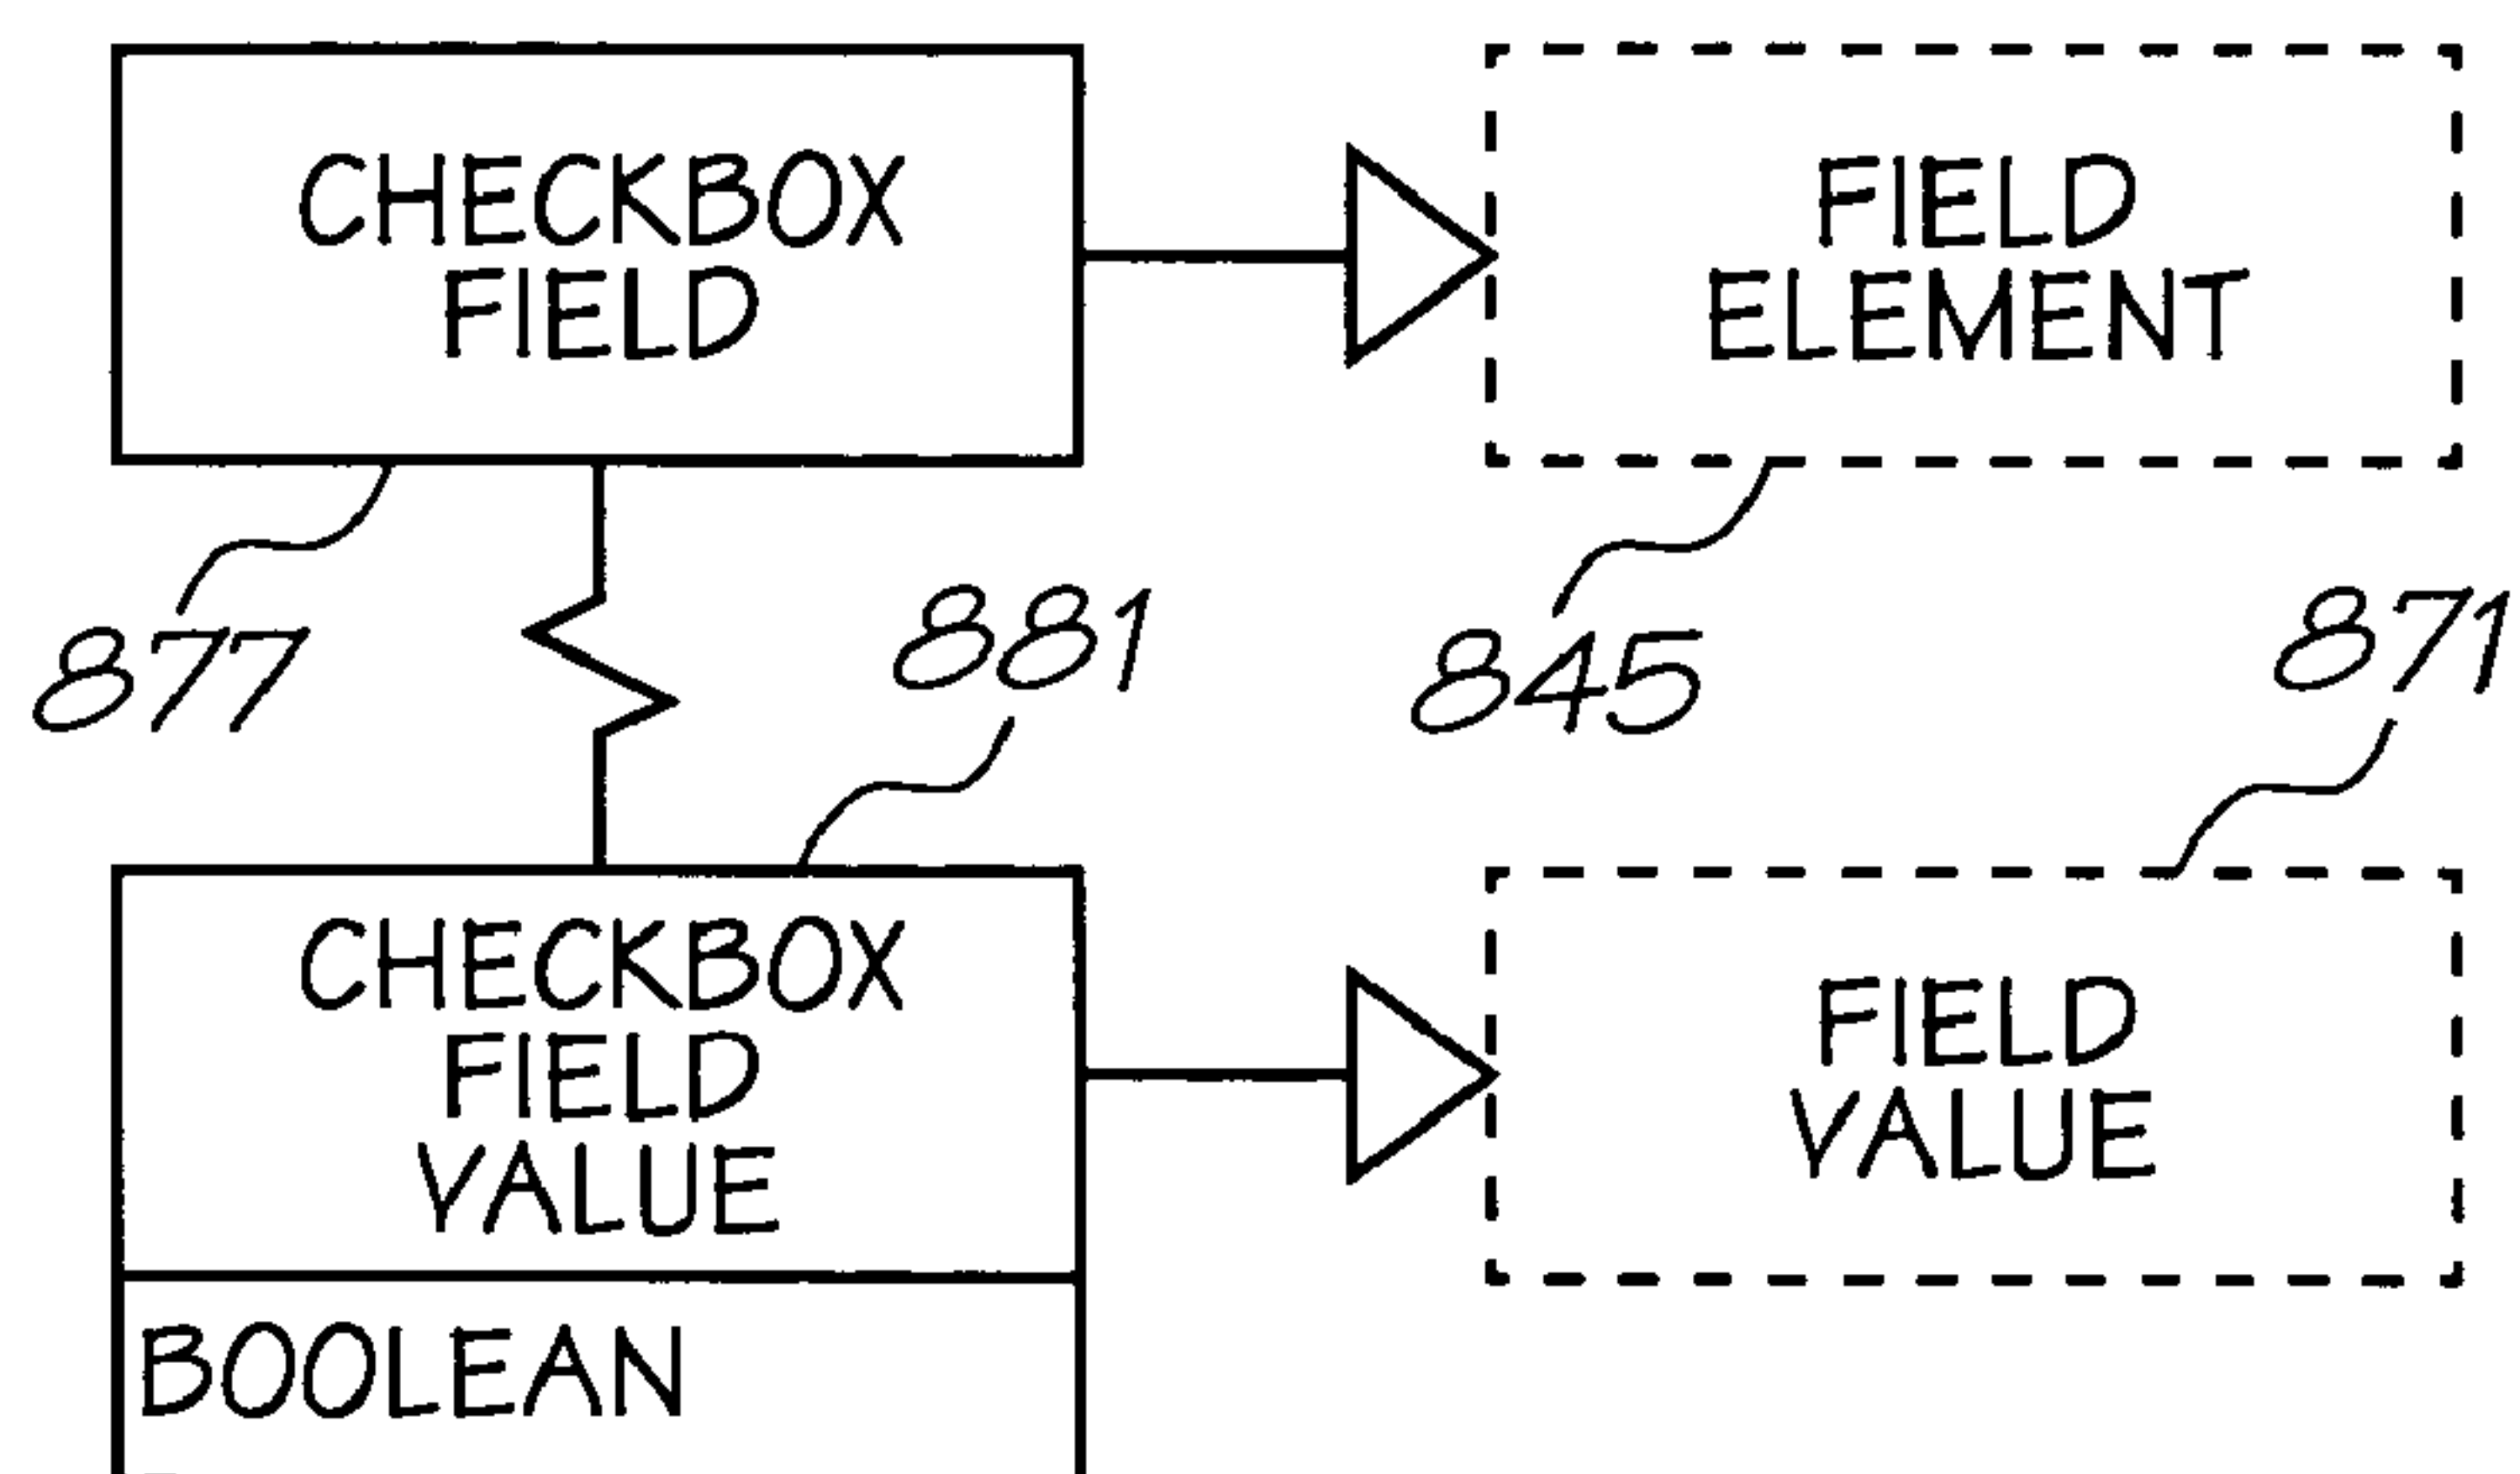 CHECKBOX
FIELD
FIELD
ELEMENT
877
881
845
871
CHECKBOX
FIELD
VALUE
FIELD
VALUE
BOOLEAN